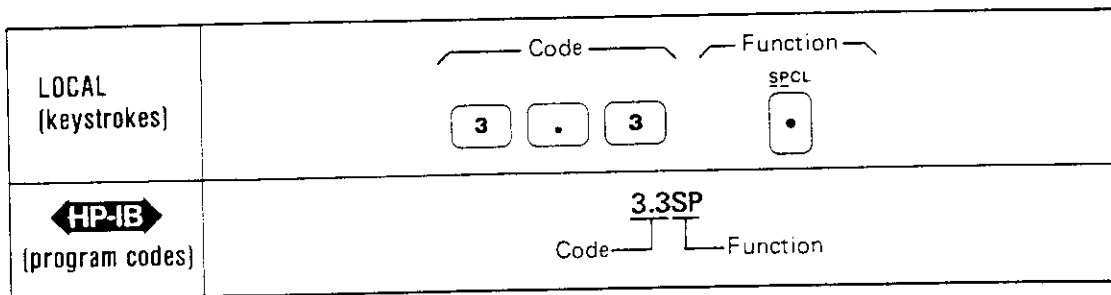 Code Function
LOCAL
(keystrokes)
SPCL
3 . 3 •
HP-IB
(program codes)
3.3SP
Code Function